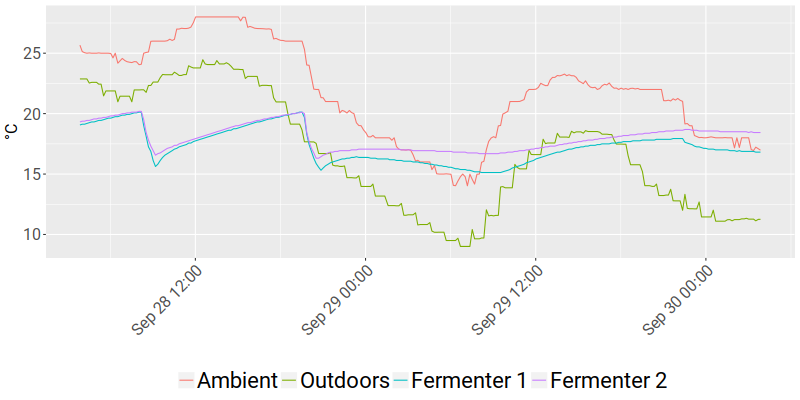 °C
25
20
15
10
Sep 28 12:00
Sep 29 00:00
Sep 29 12:00
Sep 30 00:00
Ambient Outdoors Fermenter 1 Fermenter 2